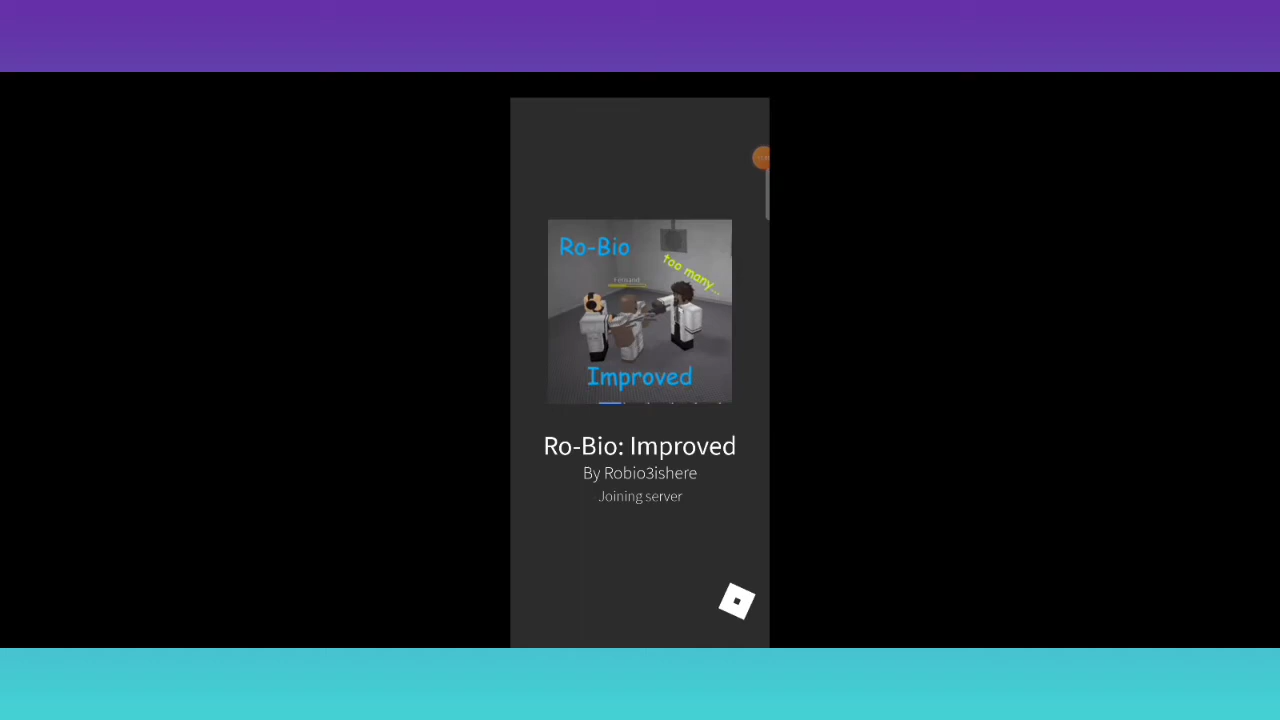 Ro-Bio
too many...
Improved
Ro-Bio: Improved
By Robio3ishere
Joining server